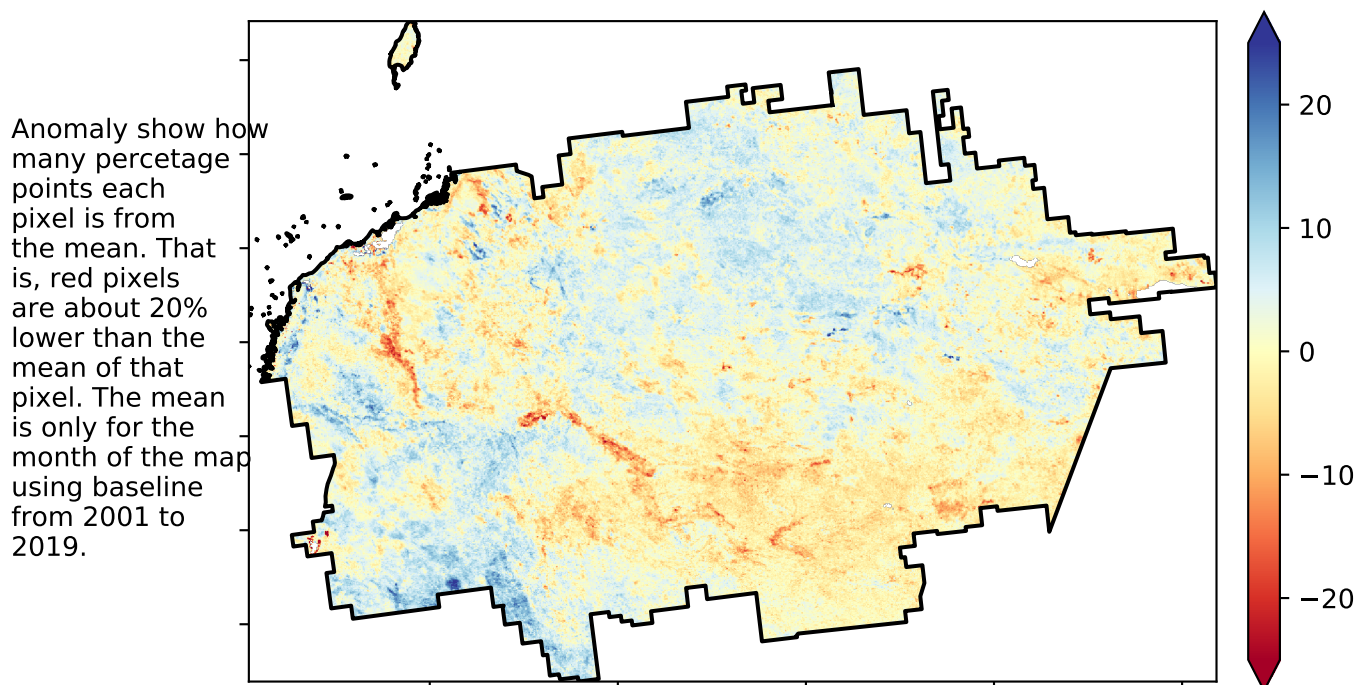 Anomaly show how
many percetage
points each
pixel is from
the mean. That
is, red pixels
are about 20%
lower than the
mean of that
pixel. The mean
is only for the
month of the map
using baseline
from 2001 to
2019.
20
10
0
−10
−20